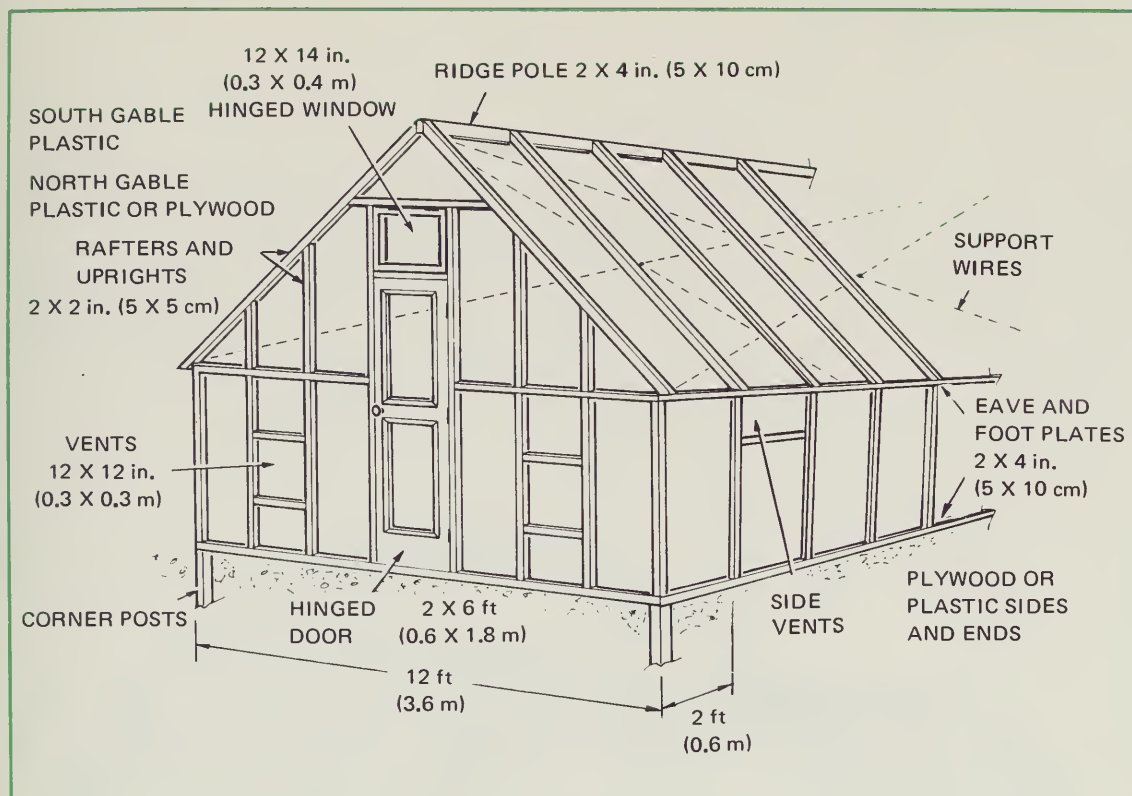 12 X 14 in.
(0.3 X 0.4 m)
HINGED WINDOW
RIDGE POLE 2 X 4 in. (5 X 10 cm)
SOUTH GABLE
PLASTIC
NORTH GABLE
PLASTIC OR PLYWOOD
RAFTERS AND
UPRIGHTS
2 X 2 in. (5 X 5 cm)
SUPPORT
WIRES
VENTS
12 X 12 in.
(0.3 X 0.3 m)
EAVE AND
FOOT PLATES
2 X 4 in.
(5 X 10 cm)
CORNER POSTS
HINGED
DOOR
2 X 6 ft
(0.6 X 1.8 m)
SIDE
VENTS
PLYWOOD OR
PLASTIC SIDES
AND ENDS
12 ft
(3.6 m)
2 ft
(0.6 m)